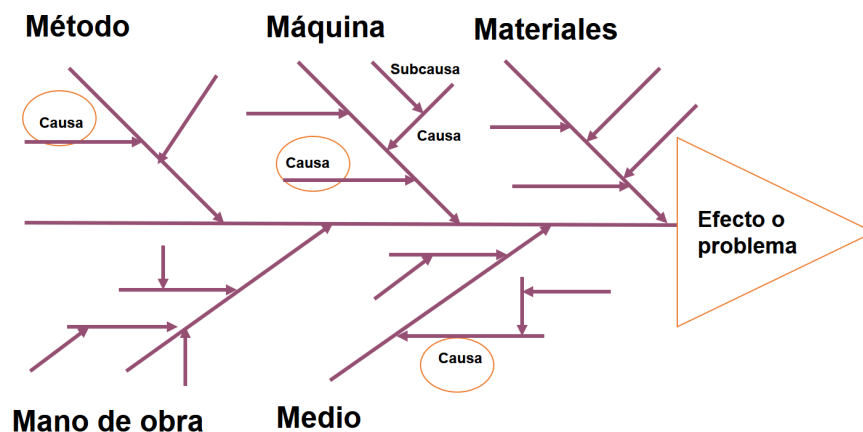 Método
Máquina
Materiales
Subcausa
Causa
Causa
Causa
Efecto o
problema
Causa
Mano de obra
Medio